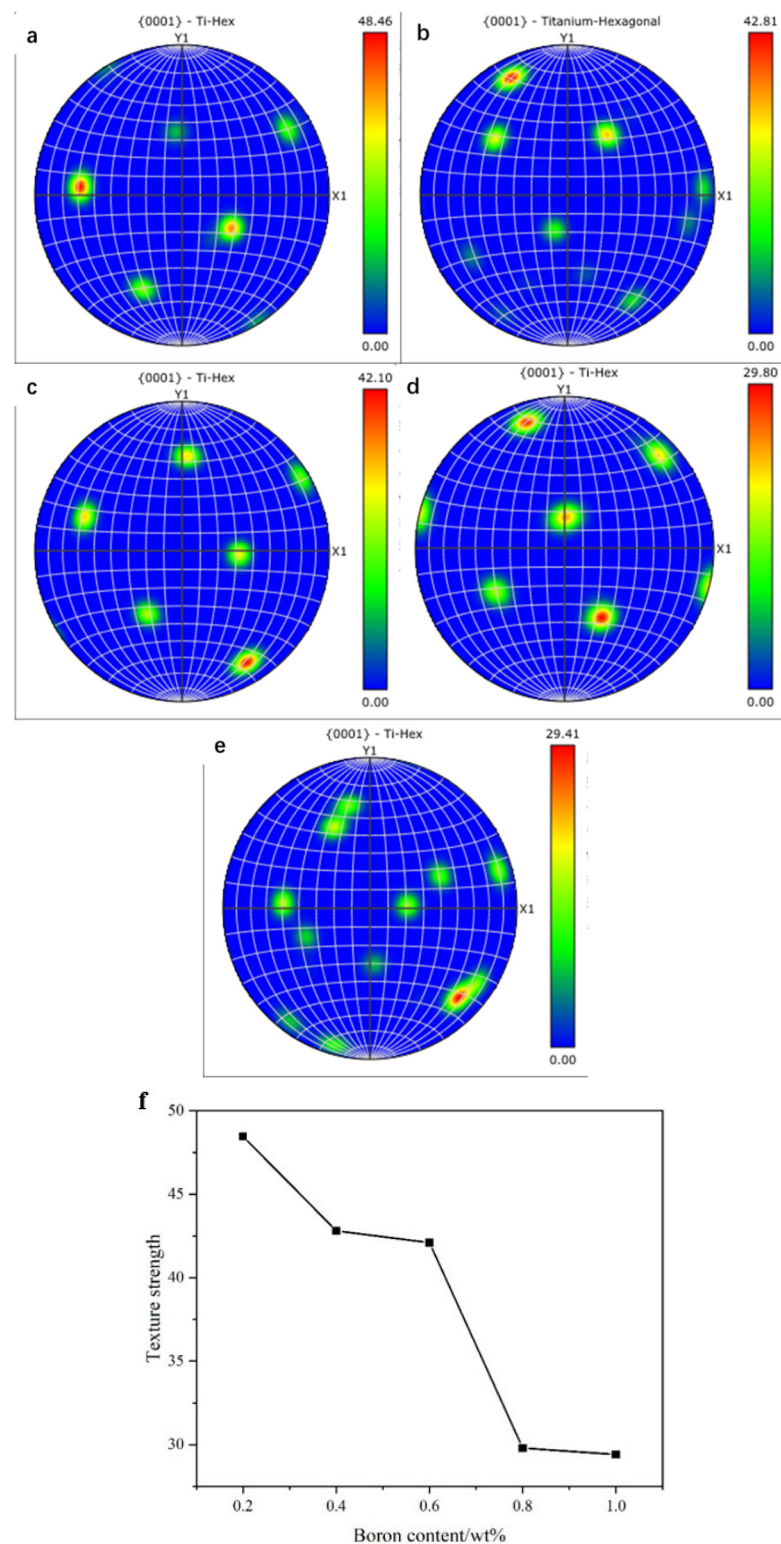 a
{0001} - Ti-Hex
48.46
Y1
X1
0.00
b
{0001} - Titanium-Hexagonal
42.81
Y1
X1
0.00
c
{0001} - Ti-Hex
42.10
Y1
X1
0.00
d
{0001} - Ti-Hex
29.80
Y1
X1
0.00
e
{0001} - Ti-Hex
29.41
Y1
X1
0.00
f
50
45
40
35
30
Texture strength
0.2 0.4 0.6 0.8 1.0
Boron content/wt%